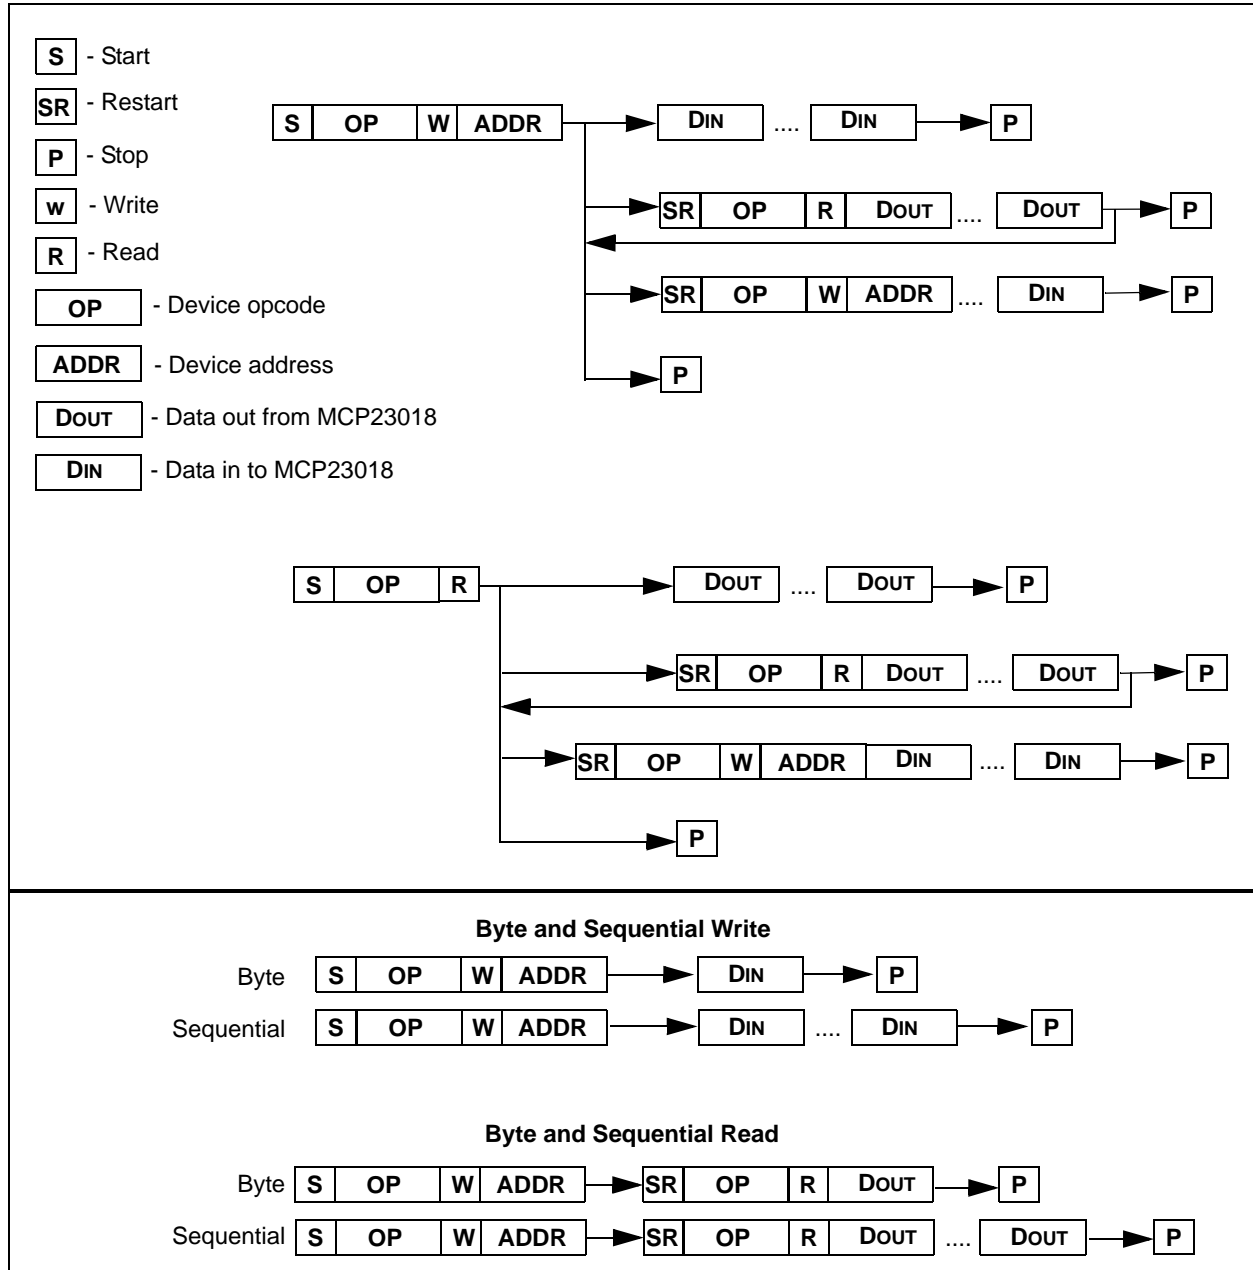 S - Start
SR - Restart
P - Stop
w - Write
R - Read
OP - Device opcode
ADDR - Device address
DOUT - Data out from MCP23018
DIN - Data in to MCP23018
S OP W ADDR DIN .... DIN P
SR OP R DOUT .... DOUT P
SR OP W ADDR .... DIN P
P
S OP R DOUT .... DOUT P
SR OP R DOUT .... DOUT P
SR OP W ADDR DIN .... DIN P
P
Byte and Sequential Write
Byte S OP W ADDR DIN P
Sequential S OP W ADDR DIN .... DIN P
Byte and Sequential Read
Byte S OP W ADDR SR OP R DOUT P
Sequential S OP W ADDR SR OP R DOUT .... DOUT P